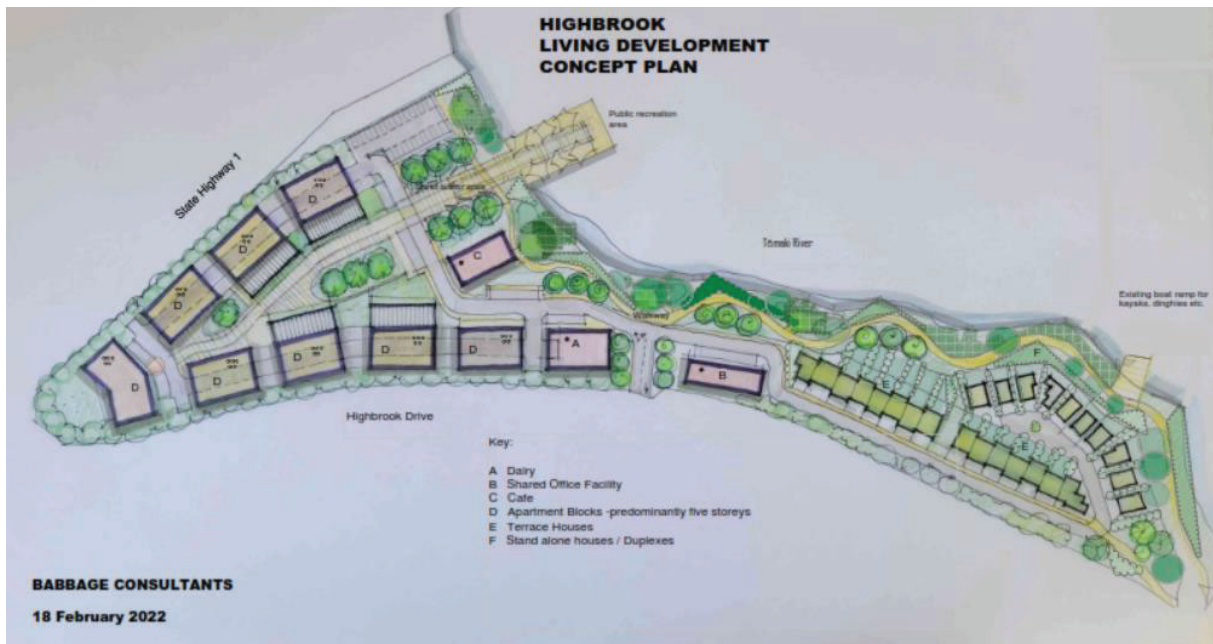 HIGHBROOK
LIVING DEVELOPMENT
CONCEPT PLAN
Public recreation
area
State Highway 1
D
D
D
D
D
D
D
D
C
A
B
E
E
F
Walkway
Tāmaki River
Existing boat ramp for
kayaks, dinghies etc.
Highbrook Drive
Key:
A Dairy
B Shared Office Facility
C Cafe
D Apartment Blocks -predominantly five storeys
E Terrace Houses
F Stand alone houses / Duplexes
BABBAGE CONSULTANTS
18 February 2022